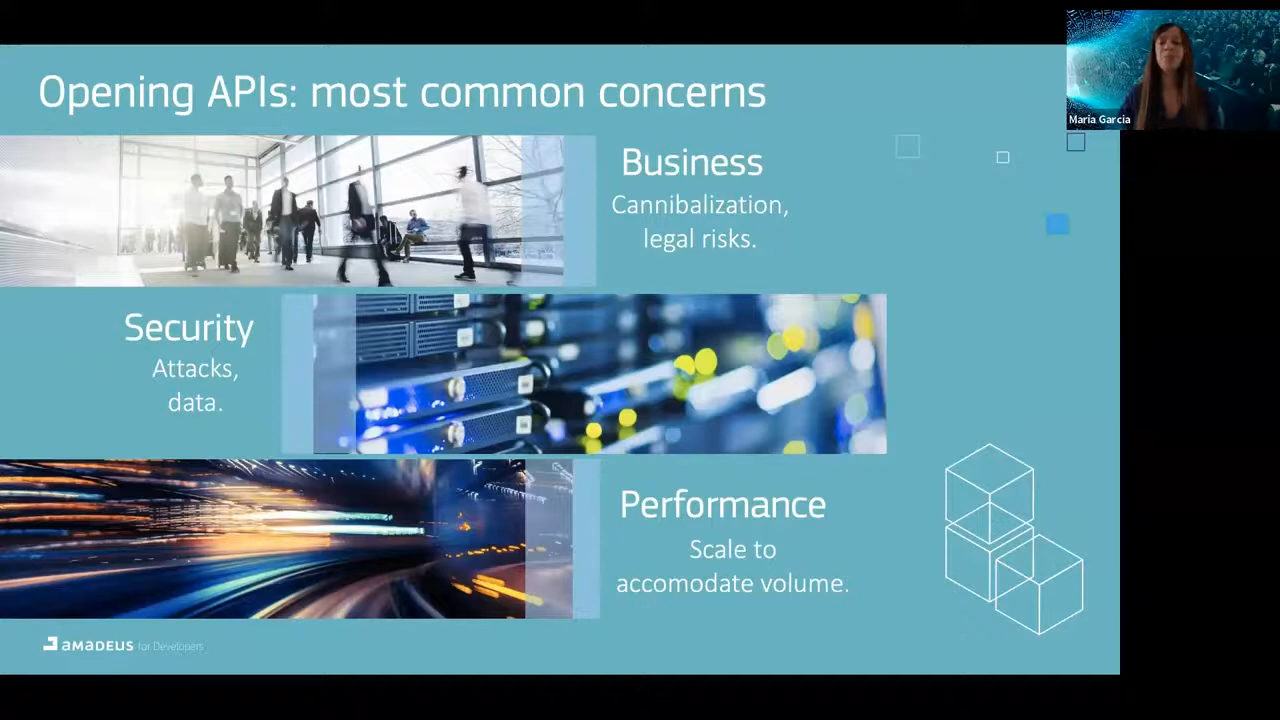 Opening APIs: most common concerns
Maria Garcia
Business
Cannibalization,
legal risks.
Security
Attacks,
data.
Performance
Scale to
accomodate volume.
amadeus for Developers